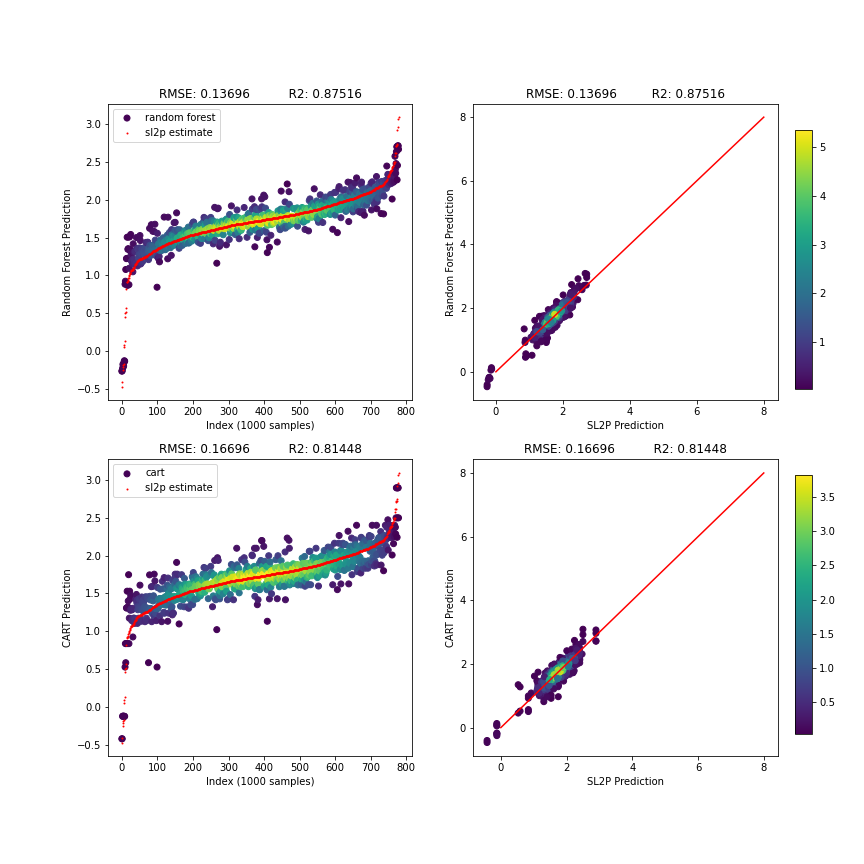 RMSE: 0.13696 R2: 0.87516
random forest
sl2p estimate
Random Forest Prediction
3.0
2.5
2.0
1.5
1.0
0.5
0.0
−0.5
0 100 200 300 400 500 600 700 800
Index (1000 samples)
RMSE: 0.13696 R2: 0.87516
Random Forest Prediction
8
6
4
2
0
0 2 4 6 8
SL2P Prediction
5
4
3
2
1
RMSE: 0.16696 R2: 0.81448
cart
sl2p estimate
CART Prediction
3.0
2.5
2.0
1.5
1.0
0.5
0.0
−0.5
0 100 200 300 400 500 600 700 800
Index (1000 samples)
RMSE: 0.16696 R2: 0.81448
CART Prediction
8
6
4
2
0
0 2 4 6 8
SL2P Prediction
3.5
3.0
2.5
2.0
1.5
1.0
0.5